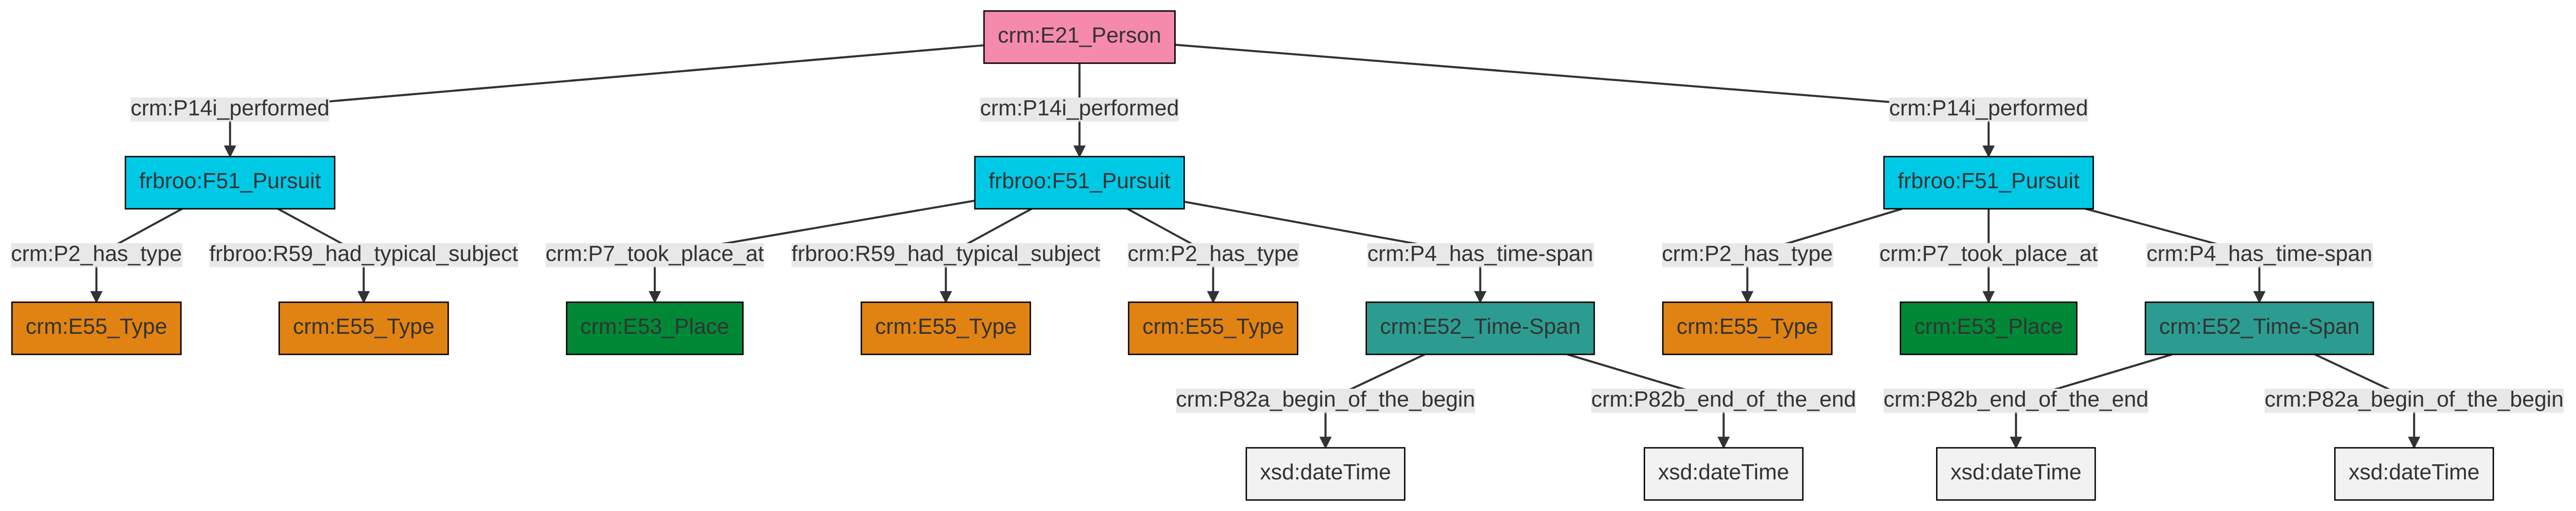 crm:E21_Person
crm:P14i_performed
crm:P14i_performed
crm:P14i_performed
frbroo:F51_Pursuit
frbroo:F51_Pursuit
frbroo:F51_Pursuit
crm:P2_has_type
frbroo:R59_had_typical_subject
crm:P7_took_place_at
frbroo:R59_had_typical_subject
crm:P2_has_type
crm:P4_has_time-span
crm:P2_has_type
crm:P7_took_place_at
crm:P4_has_time-span
crm:E55_Type
crm:E55_Type
crm:E53_Place
crm:E55_Type
crm:E55_Type
crm:E52_Time-Span
crm:E55_Type
crm:E53_Place
crm:E52_Time-Span
crm:P82a_begin_of_the_begin
crm:P82b_end_of_the_end
crm:P82b_end_of_the_end
crm:P82a_begin_of_the_begin
xsd:dateTime
xsd:dateTime
xsd:dateTime
xsd:dateTime